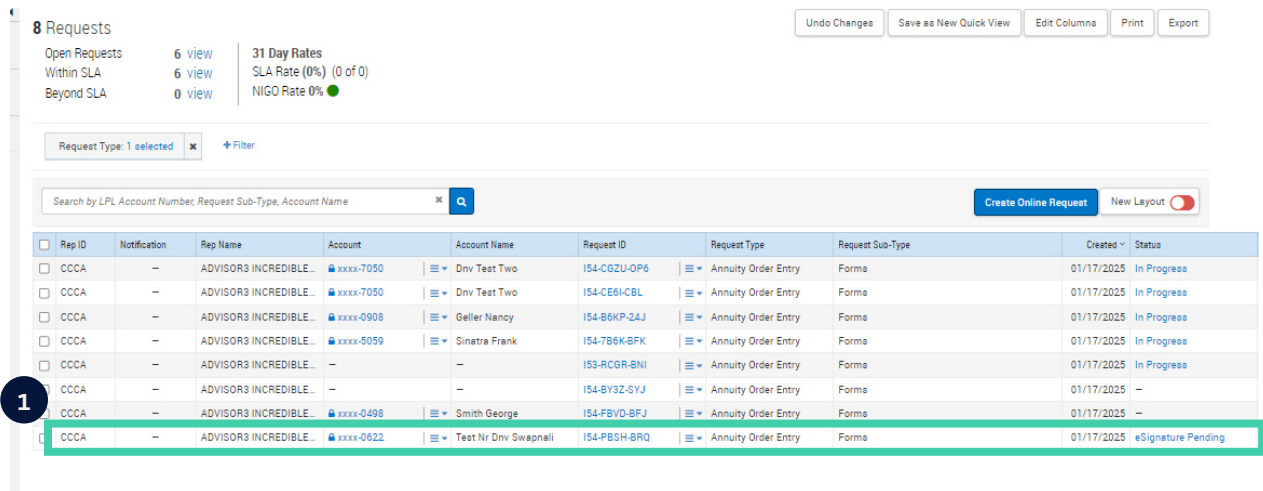 8 Requests
Undo Changes Save as New Quick View Edit Columns Print Export
Open Requests 6 view 31 Day Rates
Within SLA 6 view SLA Rate (0%) (0 of 0)
Beyond SLA 0 view NIGO Rate 0%
Request Type: 1 selected ✖ +Filter
Search by LPL Account Number, Request Sub-Type, Account Name ✖ Create Online Request New Layout
Rep ID Notification Rep Name Account Account Name Request ID Request Type Request Sub-Type Created Status
CCCA – ADVISOR3 INCREDIBLE... xxxx-7050 Dnv Test Two I54-CGZU-OP6 Annuity Order Entry Forms 01/17/2025 In Progress
CCCA – ADVISOR3 INCREDIBLE... xxxx-7050 Dnv Test Two I54-CE6I-CBL Annuity Order Entry Forms 01/17/2025 In Progress
CCCA – ADVISOR3 INCREDIBLE... xxxx-0908 Geller Nancy I54-B6KP-24J Annuity Order Entry Forms 01/17/2025 In Progress
CCCA – ADVISOR3 INCREDIBLE... xxxx-5059 Sinatra Frank I54-7B6K-BFK Annuity Order Entry Forms 01/17/2025 In Progress
CCCA – ADVISOR3 INCREDIBLE... – – I53-RCGR-BNI Annuity Order Entry Forms 01/17/2025 In Progress
CCCA – ADVISOR3 INCREDIBLE... – – I54-BY3Z-SYJ Annuity Order Entry Forms 01/17/2025 –
1
CCCA – ADVISOR3 INCREDIBLE... xxxx-0498 Smith George I54-FBVD-BFJ Annuity Order Entry Forms 01/17/2025 –
CCCA – ADVISOR3 INCREDIBLE... xxxx-0622 Test Nr Dnv Swapnali I54-PBSH-BRQ Annuity Order Entry Forms 01/17/2025 eSignature Pending